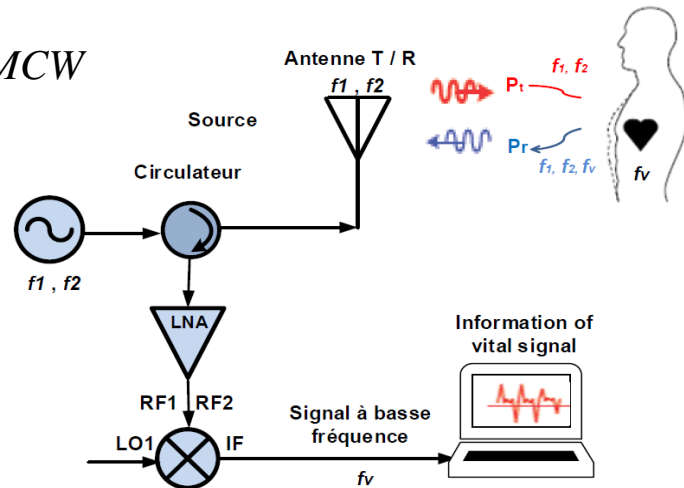 MCW
Antenne T / R
f1 , f2
f1, f2
Pt
Source
Pr
f1, f2, fv
fv
Circulateur
f1 , f2
LNA
Information of
vital signal
RF1 RF2
Signal à basse
fréquence
LO1
IF
fv